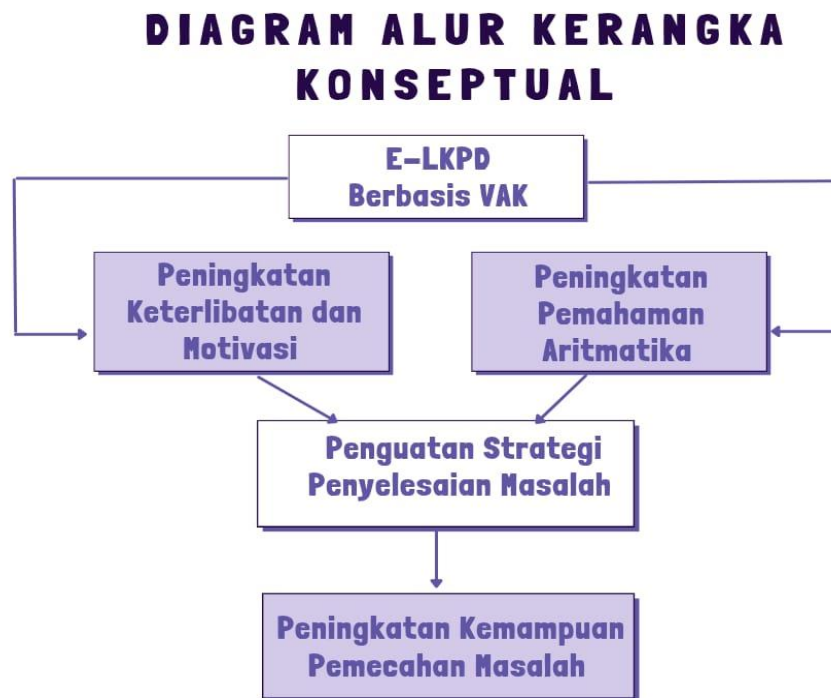 DIAGRAM ALUR KERANGKA
KONSEPTUAL
E-LKPD
Berbasis VAK
Peningkatan
Keterlibatan dan
Motivasi
Peningkatan
Pemahaman
Aritmatika
Penguatan Strategi
Penyelesaian Masalah
Peningkatan Kemampuan
Pemecahan Masalah